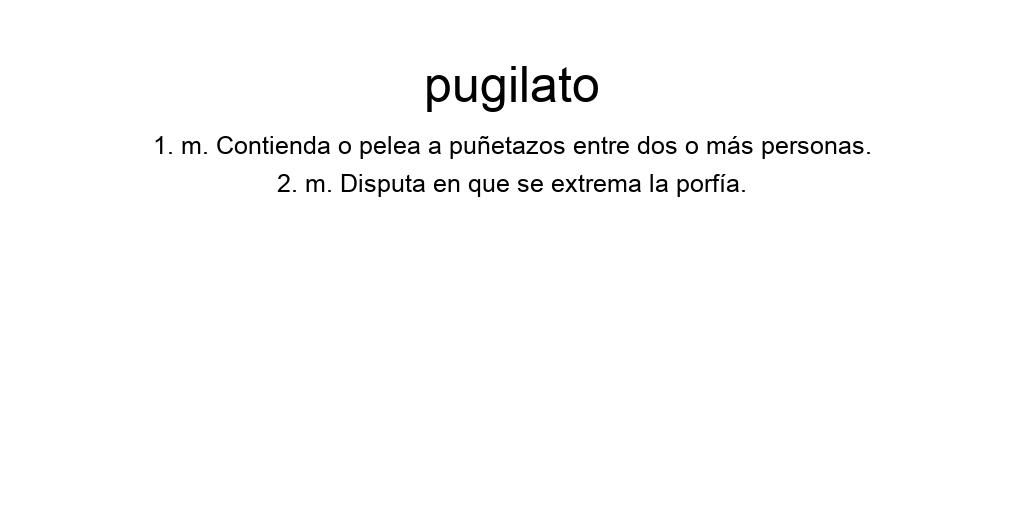 pugilato
1. m. Contienda o pelea a puñetazos entre dos o más personas.
2. m. Disputa en que se extrema la porfía.